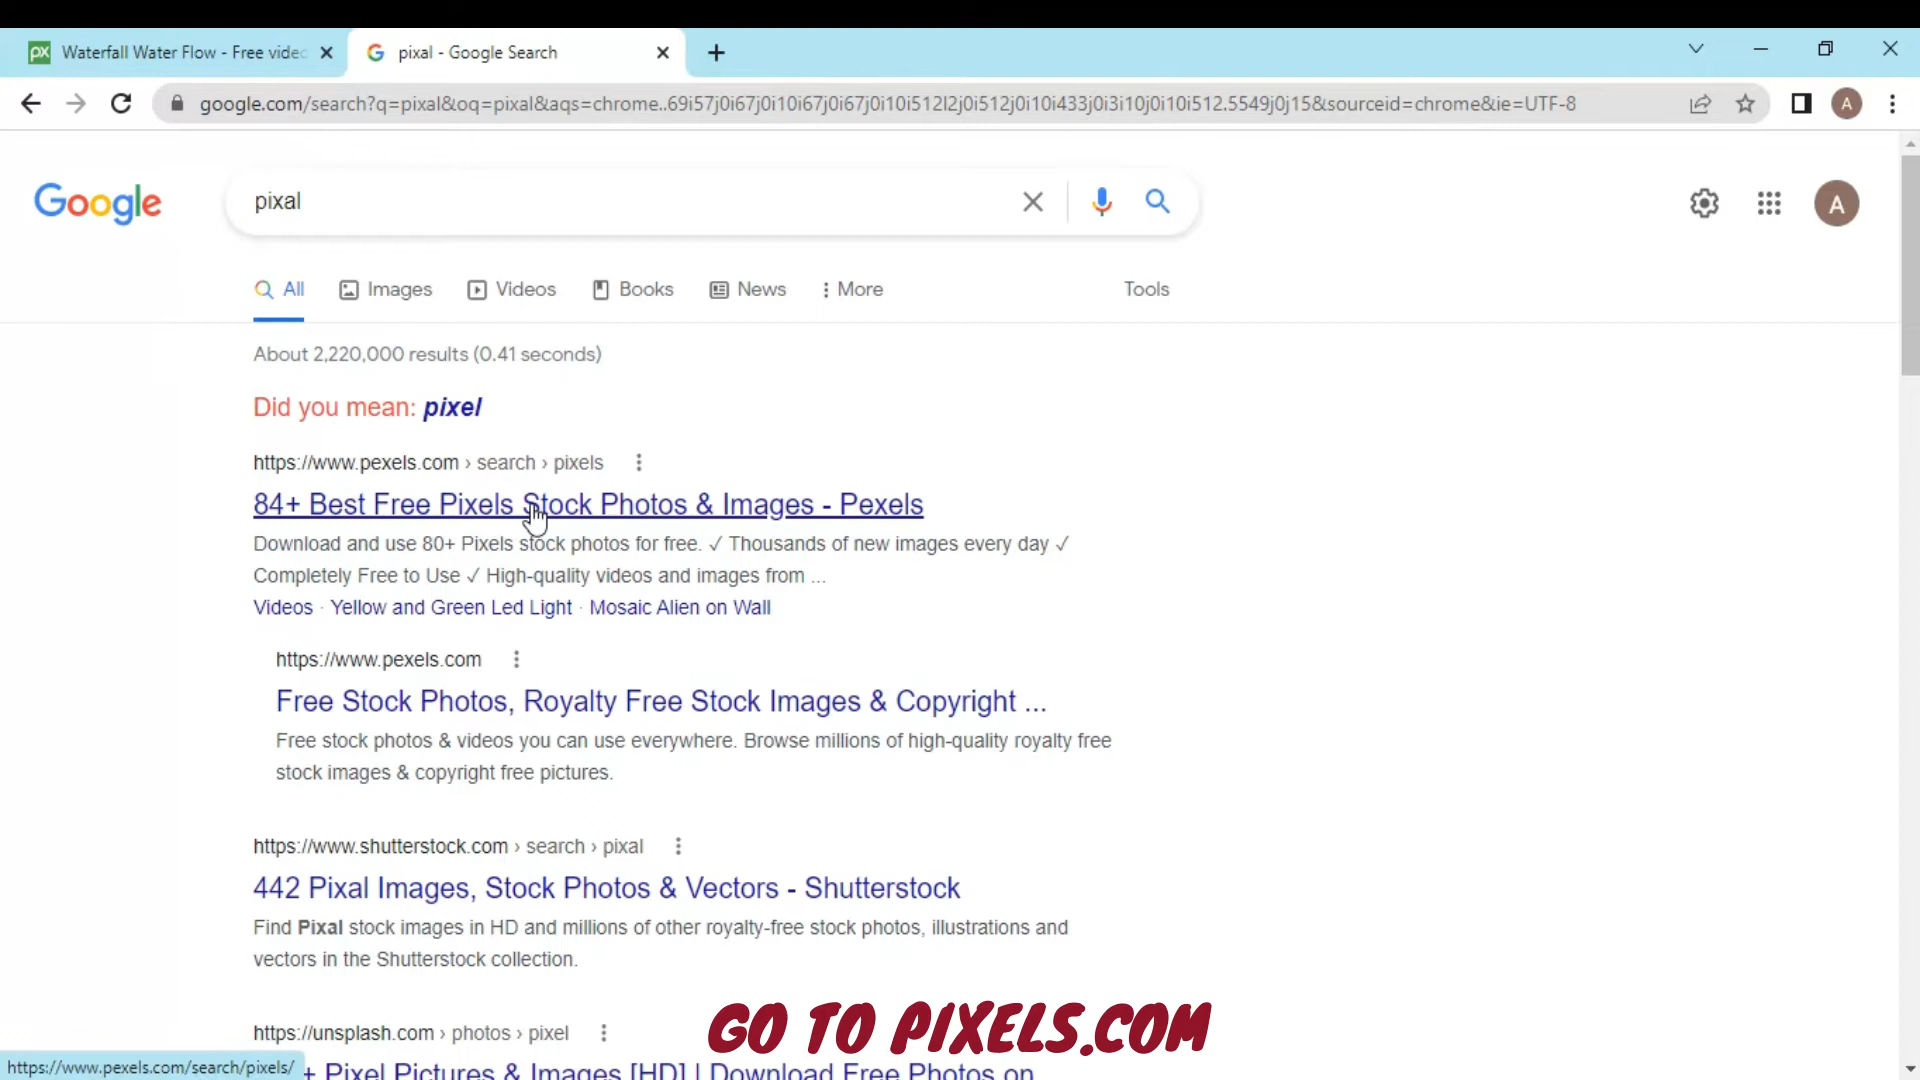 px Waterfall Water Flow - Free video
pixal - Google Search
google.com/search?q=pixal&oq=pixal&aqs=chrome..69i57j0i67j0i10i67j0i67j0i10i512l2j0i512j0i10i433j0i3i10j0i10i512.5549j0j15&sourceid=chrome&ie=UTF-8
A
Google
pixal
A
All
Images
Videos
Books
News
More
Tools
About 2,220,000 results (0.41 seconds)
Did you mean: pixel
https://www.pexels.com › search › pixels
84+ Best Free Pixels Stock Photos & Images - Pexels
Download and use 80+ Pixels stock photos for free. ✓ Thousands of new images every day ✓
Completely Free to Use ✓ High-quality videos and images from ...
Videos · Yellow and Green Led Light · Mosaic Alien on Wall
https://www.pexels.com
Free Stock Photos, Royalty Free Stock Images & Copyright ...
Free stock photos & videos you can use everywhere. Browse millions of high-quality royalty free
stock images & copyright free pictures.
https://www.shutterstock.com › search › pixal
442 Pixal Images, Stock Photos & Vectors - Shutterstock
Find Pixal stock images in HD and millions of other royalty-free stock photos, illustrations and
vectors in the Shutterstock collection.
https://unsplash.com › photos › pixel
GO TO PIXELS.COM
https://www.pexels.com/search/pixels/
+ Pixel Pictures & Images [HD] | Download Free Photos on